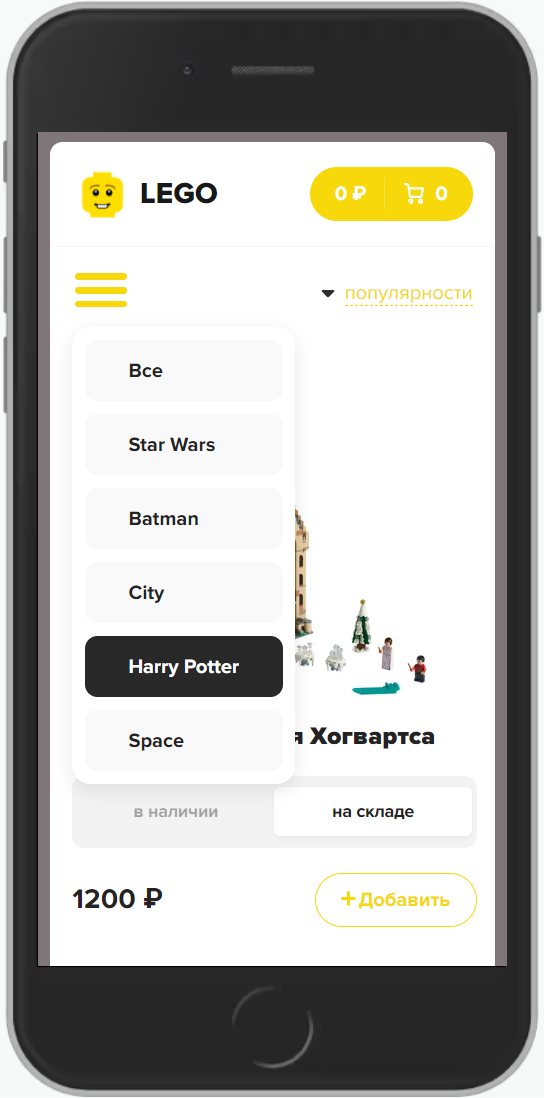 LEGO
0 ₽
0
популярности
Все
Star Wars
Batman
City
Harry Potter
Space
я Хогвартса
в наличии
на складе
1200 ₽
+Добавить